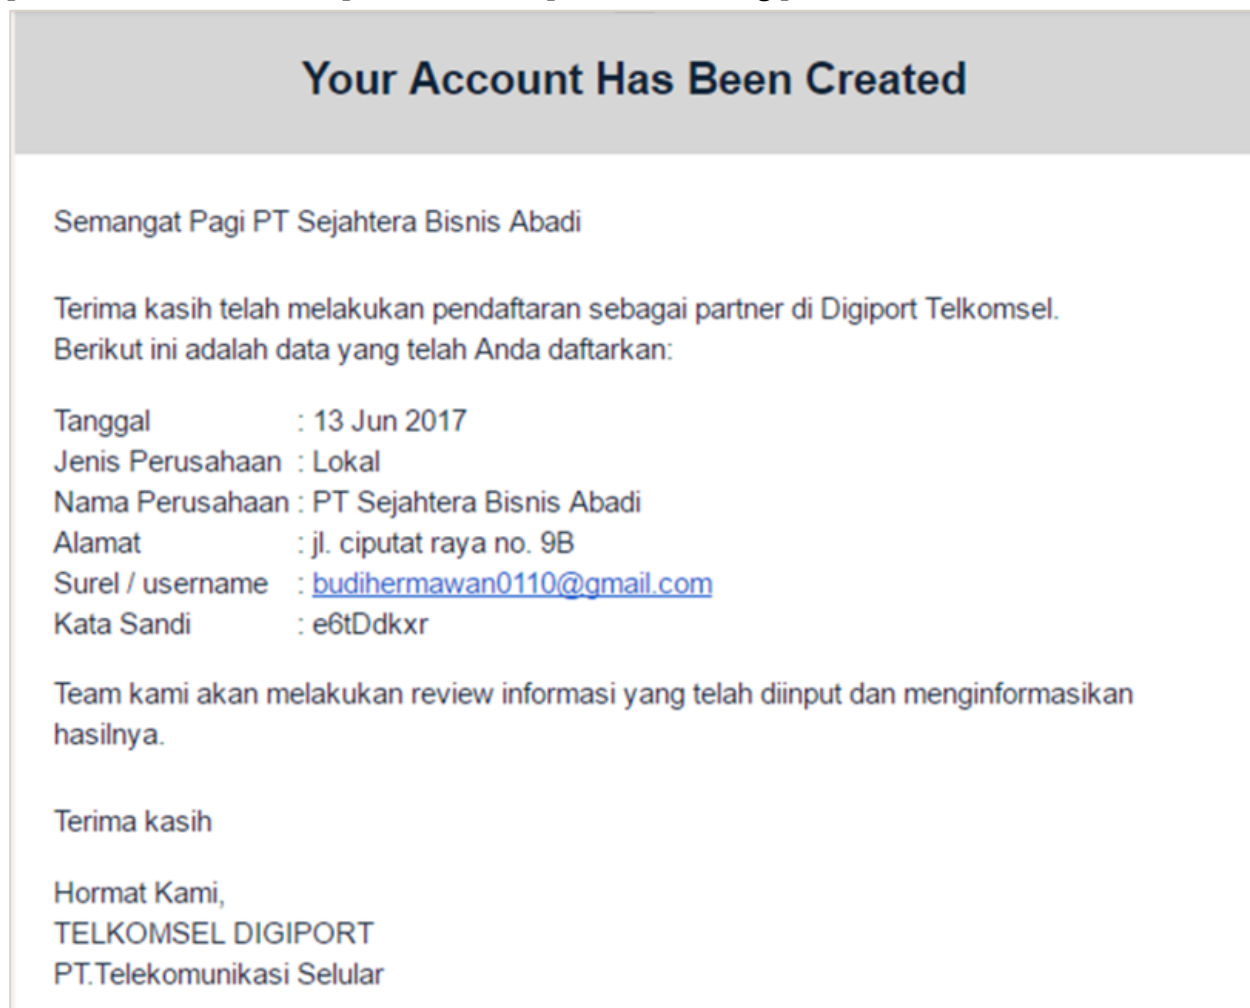 Your Account Has Been Created
Semangat Pagi PT Sejahtera Bisnis Abadi
Terima kasih telah melakukan pendaftaran sebagai partner di Digiport Telkomsel.
Berikut ini adalah data yang telah Anda daftarkan:
Tanggal : 13 Jun 2017
Jenis Perusahaan : Lokal
Nama Perusahaan : PT Sejahtera Bisnis Abadi
Alamat : jl. ciputat raya no. 9B
Surel / username : budihermawan0110@gmail.com
Kata Sandi : e6tDdkxr
Team kami akan melakukan review informasi yang telah diinput dan menginformasikan
hasilnya.
Terima kasih
Hormat Kami,
TELKOMSEL DIGIPORT
PT.Telekomunikasi Selular